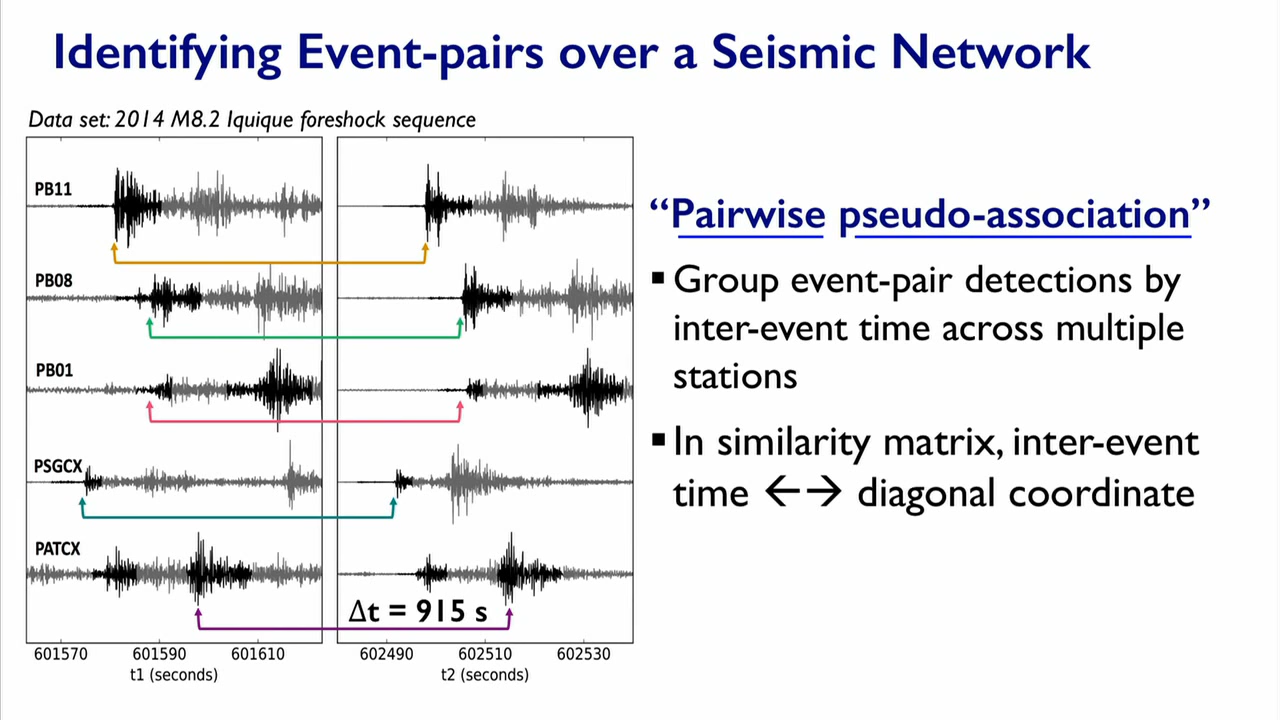 Identifying Event-pairs over a Seismic Network
Data set: 2014 M8.2 Iquique foreshock sequence
PB11
PB08
PB01
PSGCX
PATCX
Δt = 915 s
601570 601590 601610
t1 (seconds)
602490 602510 602530
t2 (seconds)
“Pairwise pseudo-association”
▪ Group event-pair detections by
inter-event time across multiple
stations
▪ In similarity matrix, inter-event
time ←→ diagonal coordinate